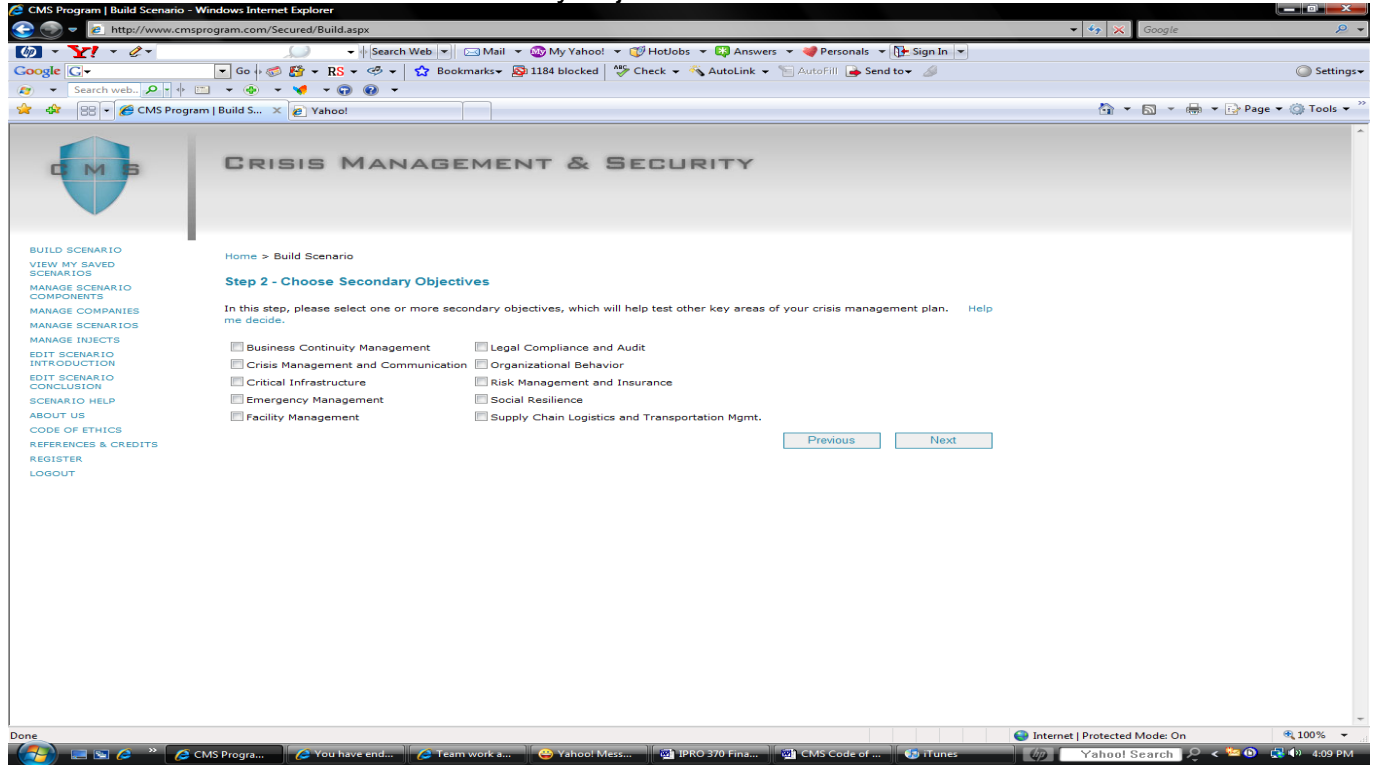 CMS Program | Build Scenario - Windows Internet Explorer
http://www.cmsprogram.com/Secured/Build.aspx
Google
Search Web
Mail
My Yahoo!
HotJobs
Answers
Personals
Sign In
Google
Go
RS
Bookmarks
1184 blocked
Check
AutoLink
AutoFill
Send to
Settings
Search web..
CMS Program | Build S...
Yahoo!
Page
Tools
CMS
CRISIS MANAGEMENT & SECURITY
BUILD SCENARIO
VIEW MY SAVED
SCENARIOS
MANAGE SCENARIO
COMPONENTS
MANAGE COMPANIES
MANAGE SCENARIOS
MANAGE INJECTS
EDIT SCENARIO
INTRODUCTION
EDIT SCENARIO
CONCLUSION
SCENARIO HELP
ABOUT US
CODE OF ETHICS
REFERENCES & CREDITS
REGISTER
LOGOUT
Home > Build Scenario
Step 2 - Choose Secondary Objectives
In this step, please select one or more secondary objectives, which will help test other key areas of your crisis management plan. Help
me decide.
Business Continuity Management
Legal Compliance and Audit
Crisis Management and Communication
Organizational Behavior
Critical Infrastructure
Risk Management and Insurance
Emergency Management
Social Resilience
Facility Management
Supply Chain Logistics and Transportation Mgmt.
Previous
Next
Done
Internet | Protected Mode: On
100%
CMS Progra...
You have end...
Team work a...
Yahoo! Mess...
IPRO 370 Fina...
CMS Code of ...
iTunes
Yahoo! Search
4:09 PM